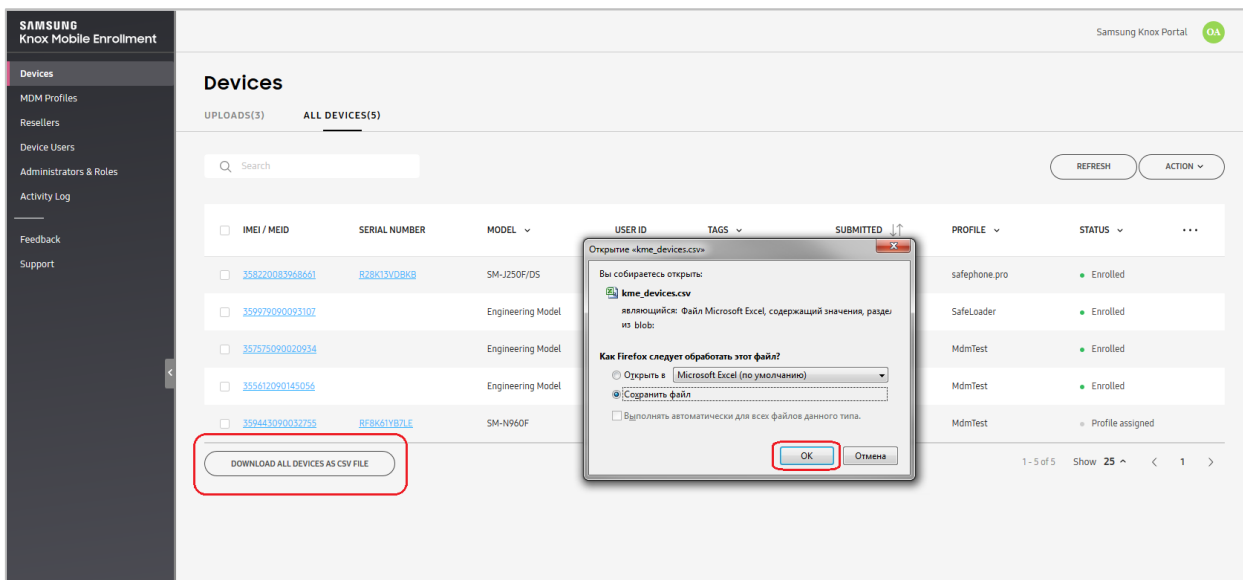 SAMSUNG
Knox Mobile Enrollment
Samsung Knox Portal
OA
Devices
MDM Profiles
Resellers
Device Users
Administrators & Roles
Activity Log
Feedback
Support
Devices
UPLOADS(3) ALL DEVICES(5)
Search
REFRESH ACTION
IMEI / MEID SERIAL NUMBER MODEL USER ID TAGS SUBMITTED PROFILE STATUS ...
358220083968661 R28K13VDBKB SM-J250F/DS safephone.pro Enrolled
359979090093107 Engineering Model SafeLoader Enrolled
357575090020934 Engineering Model MdmTest Enrolled
355612090145056 Engineering Model MdmTest Enrolled
359443090032755 RF8K61YB7LE SM-N960F MdmTest Profile assigned
DOWNLOAD ALL DEVICES AS CSV FILE
1 - 5 of 5 Show 25 < 1 >
Открытие «kme_devices.csv»
Вы собираетесь открыть:
kme_devices.csv
являющийся: Файл Microsoft Excel, содержащий значения, раздел
из blob:
Как Firefox следует обработать этот файл?
Открыть в Microsoft Excel (по умолчанию)
Сохранить файл
Выполнять автоматически для всех файлов данного типа.
OK Отмена